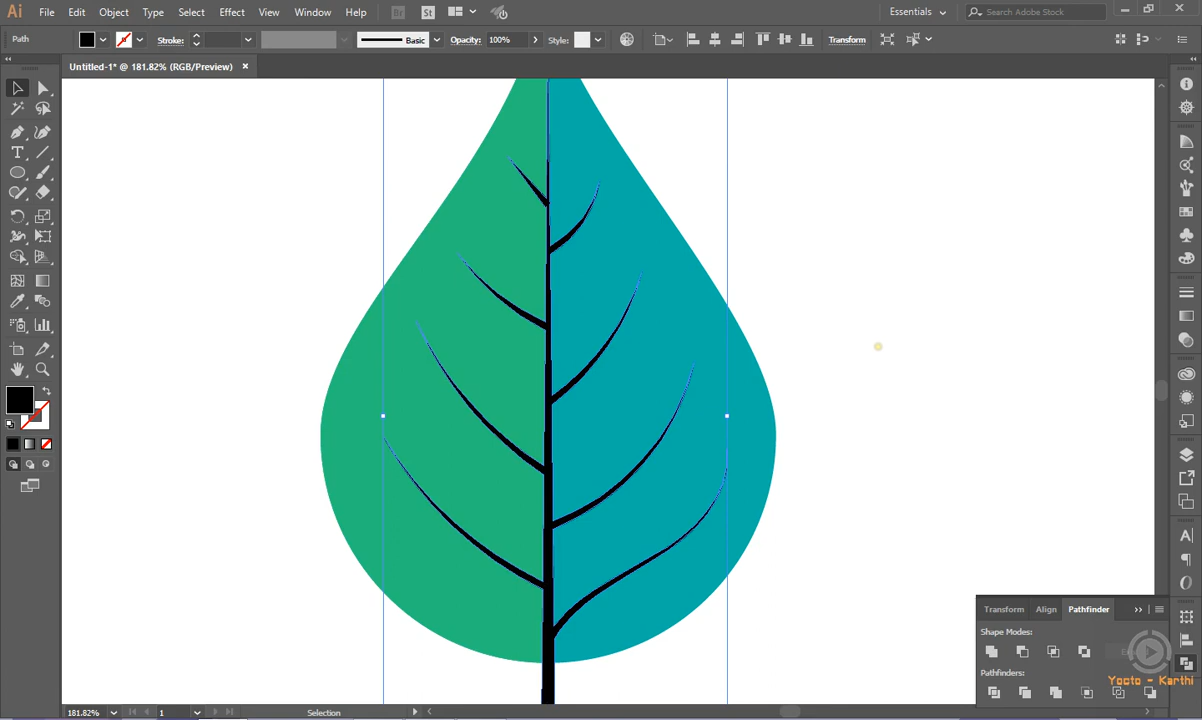 Ai File Edit Object Type Select Effect View Window Help Br St Essentials Search Adobe Stock
Path Stroke: Basic Opacity: 100% Style: Transform
Untitled-1* @ 181.82% (RGB/Preview)
Transform Align Pathfinder
Shape Modes:
Pathfinders:
Yocto - Karthi
181.82% 1 Selection